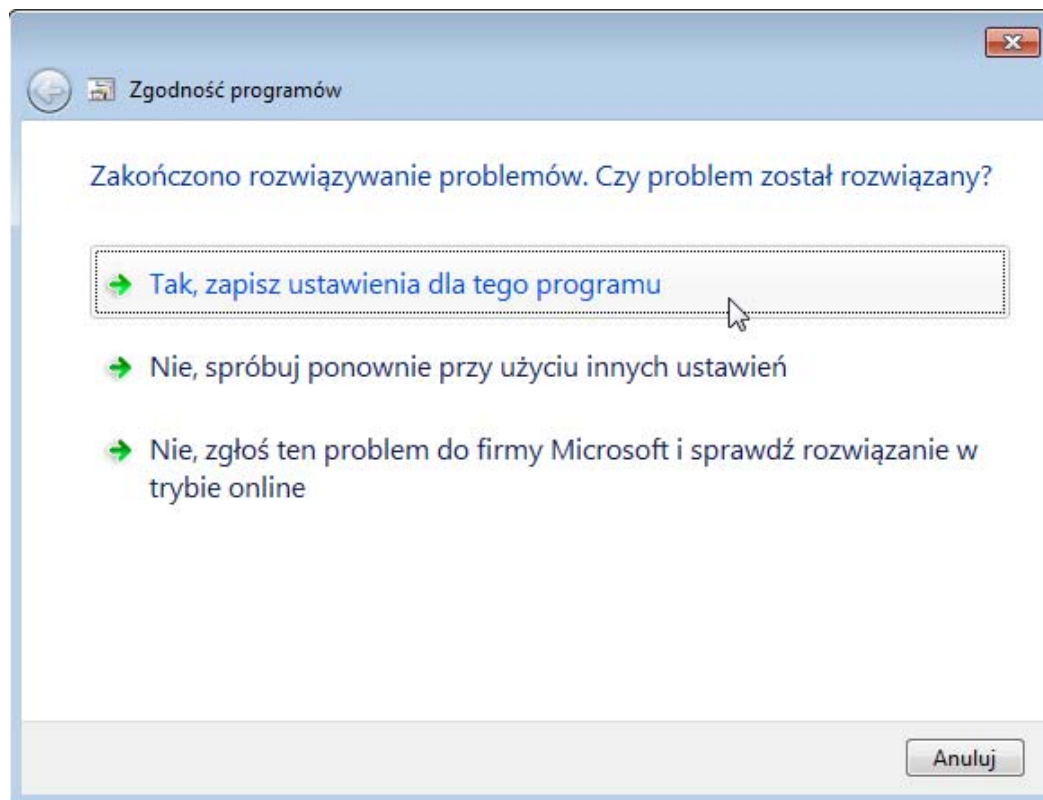 Zgodność programów
Zakończono rozwiązywanie problemów. Czy problem został rozwiązany?
Tak, zapisz ustawienia dla tego programu
Nie, spróbuj ponownie przy użyciu innych ustawień
Nie, zgłoś ten problem do firmy Microsoft i sprawdź rozwiązanie w
trybie online
Anuluj